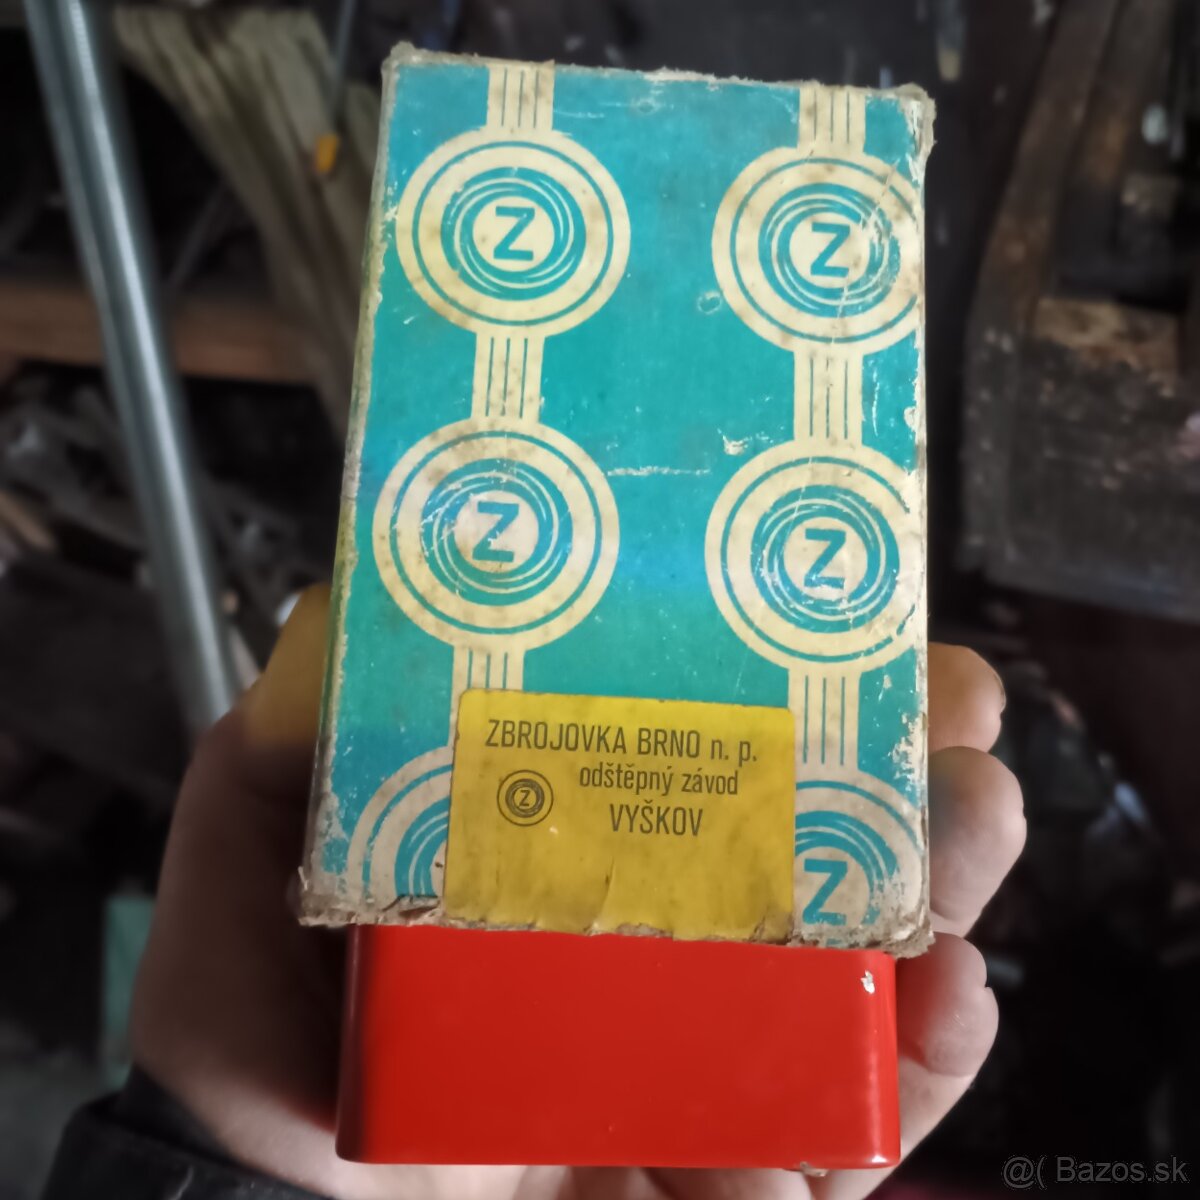 Z
Z
Z
Z
ZBROJOVKA BRNO n. p.
odštěpný závod
Z
VYŠKOV
Z
@( Bazos.sk